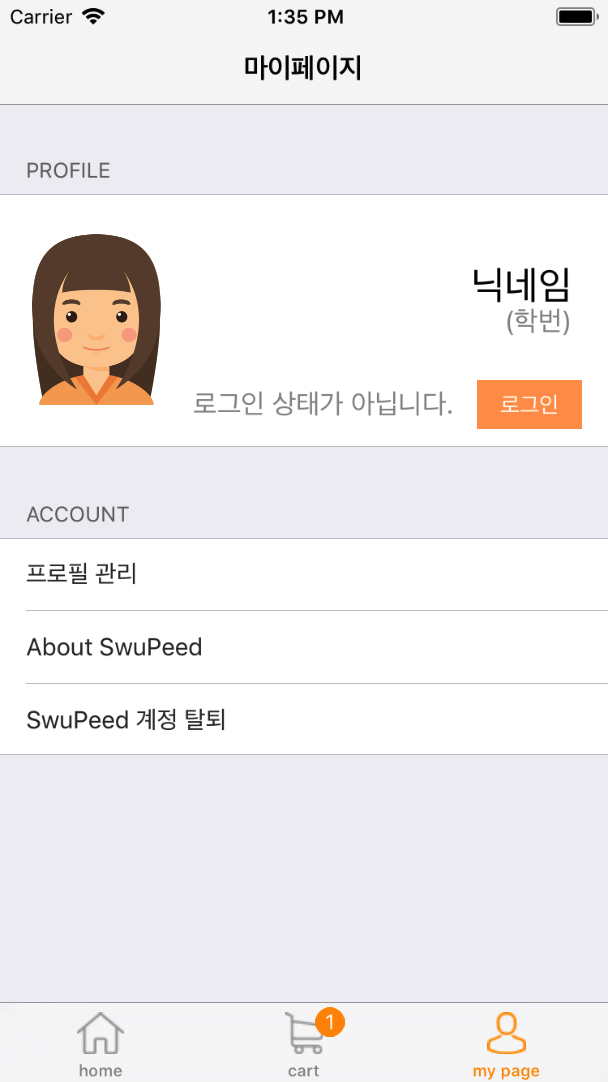 Carrier 1:35 PM
마이페이지
PROFILE
닉네임
(학번)
로그인 상태가 아닙니다. 로그인
ACCOUNT
프로필 관리
About SwuPeed
SwuPeed 계정 탈퇴
1
home cart my page